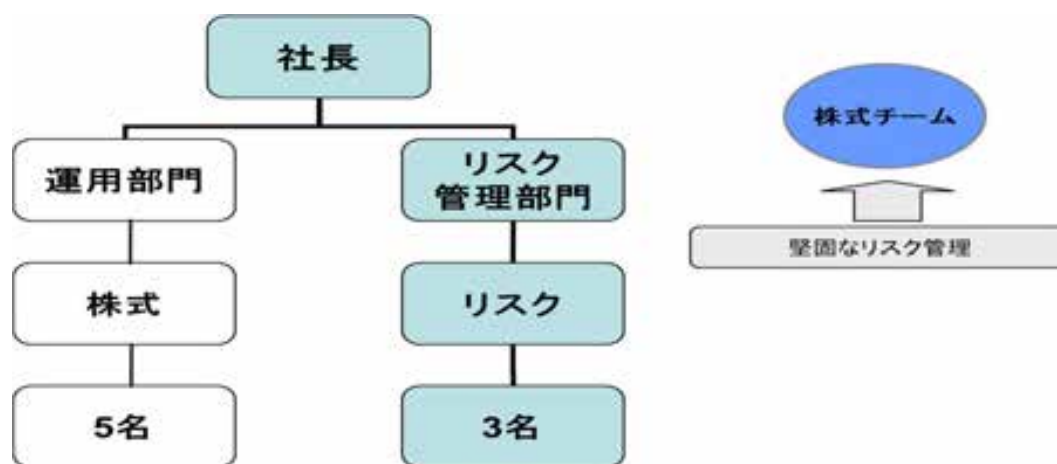 社長
運用部門
リスク
管理部門
株式
リスク
5名
3名
株式チーム
堅固なリスク管理